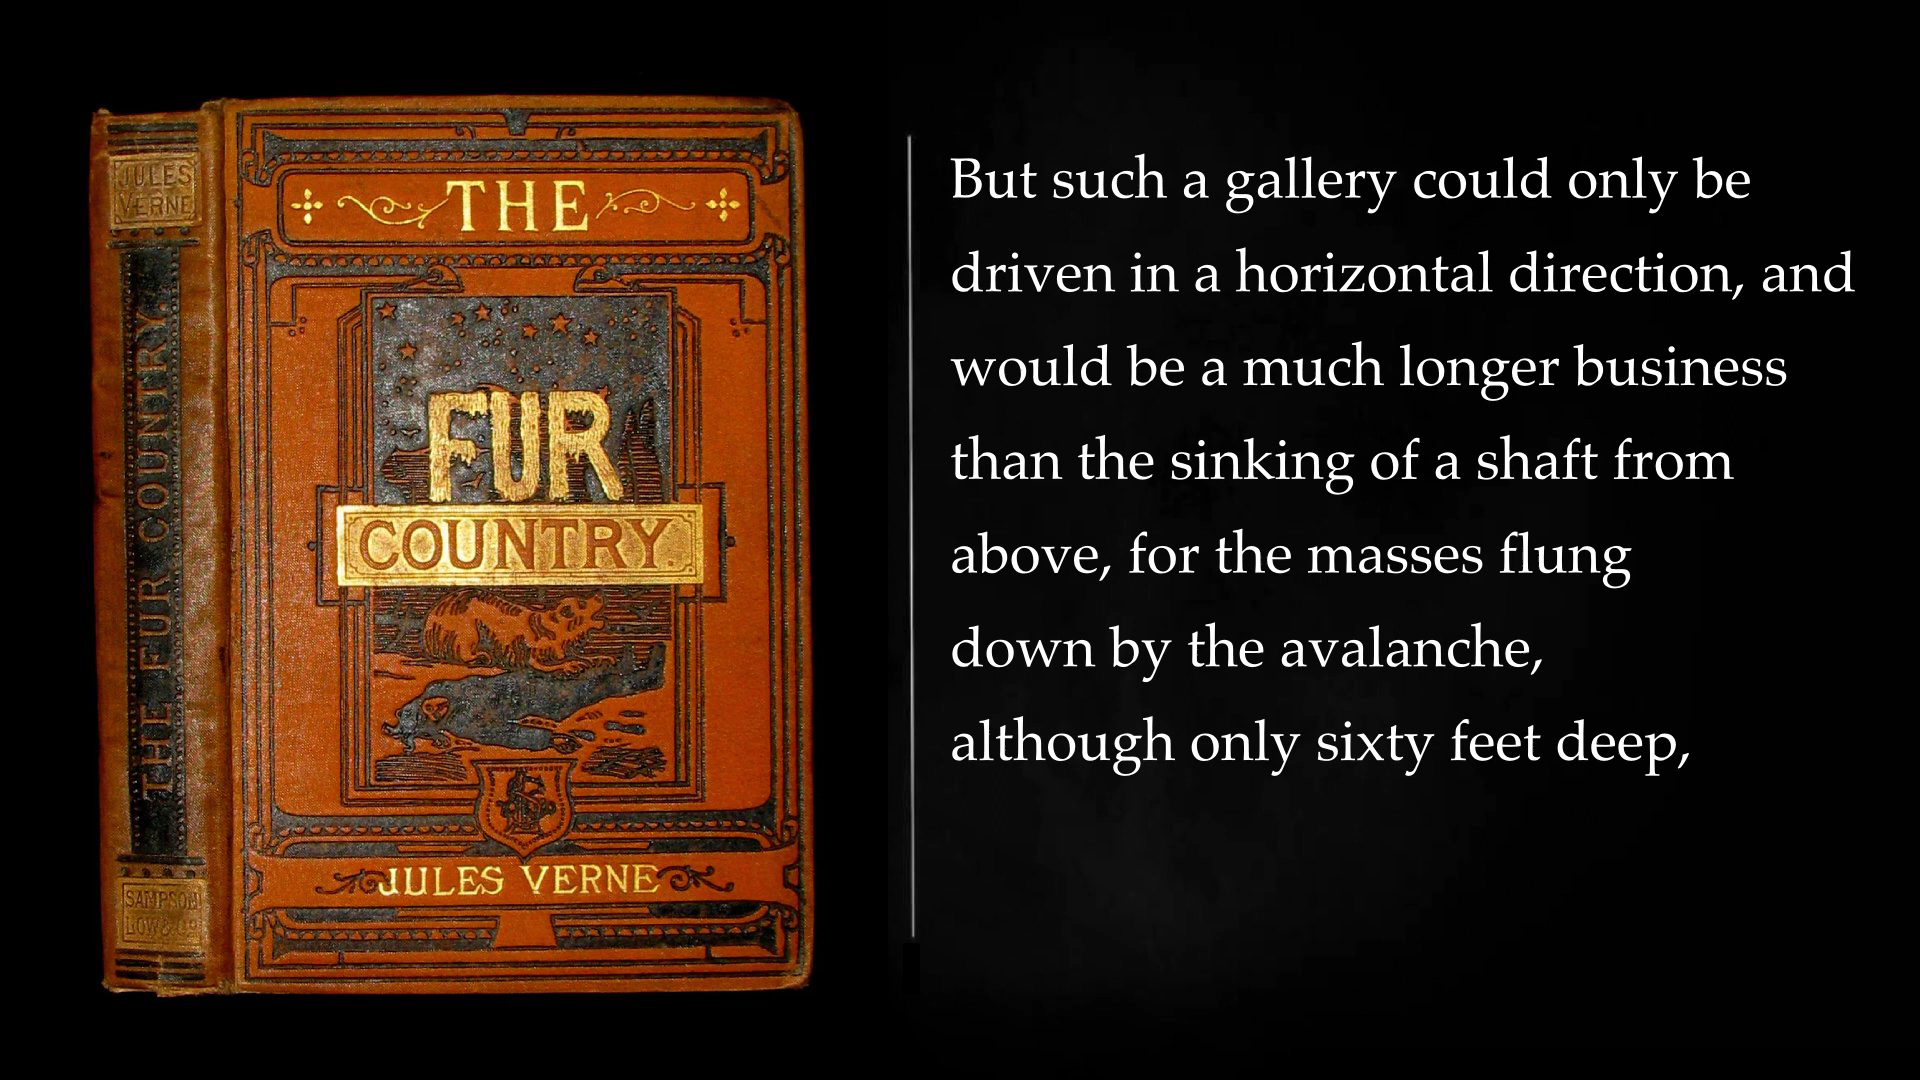 JULES
VERNE
THE FUR COUNTRY.
SAMPSON
LOW & Co
THE
FUR
COUNTRY.
JULES VERNE
But such a gallery could only be
driven in a horizontal direction, and
would be a much longer business
than the sinking of a shaft from
above, for the masses flung
down by the avalanche,
although only sixty feet deep,